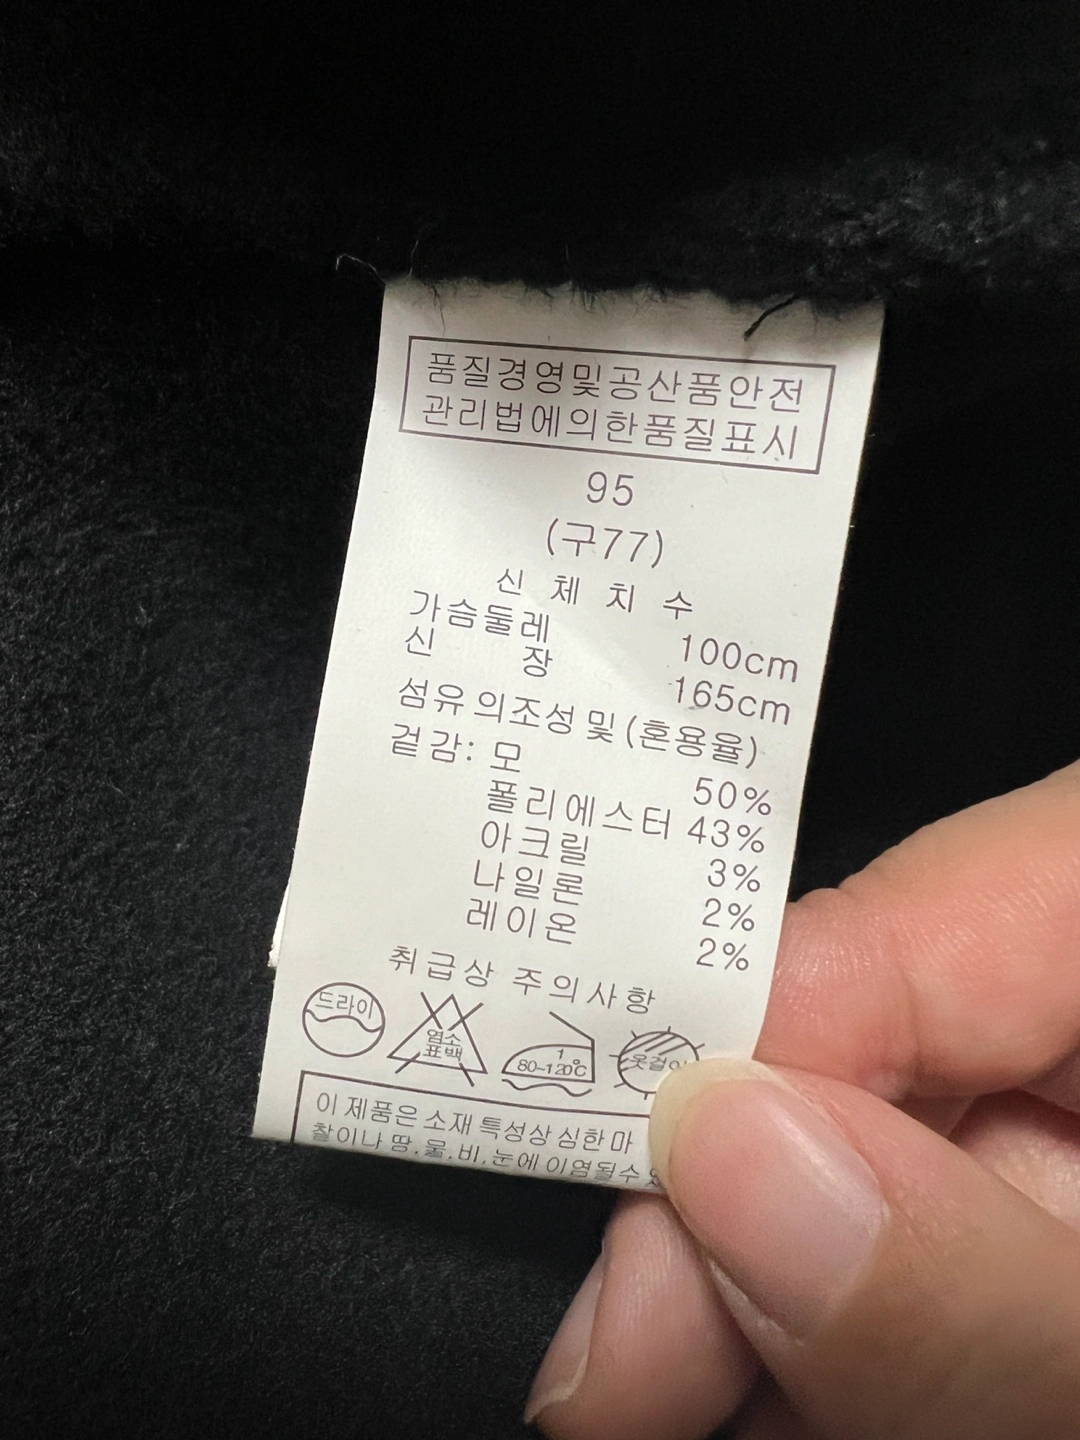 품질경영및공산품안전
관리법에의한품질표시
95
(구77)
신 체 치 수
가슴둘레 100cm
신 장 165cm
섬유의조성 및 (혼용율)
겉감: 모 50%
폴리에스터 43%
아크릴 3%
나일론 2%
레이온 2%
취급상 주의사항
드라이
염소
표백
1
80~120℃
옷걸이
이 제품은 소재 특성상 심한 마
찰이나 땀,물,비,눈에 이염될수